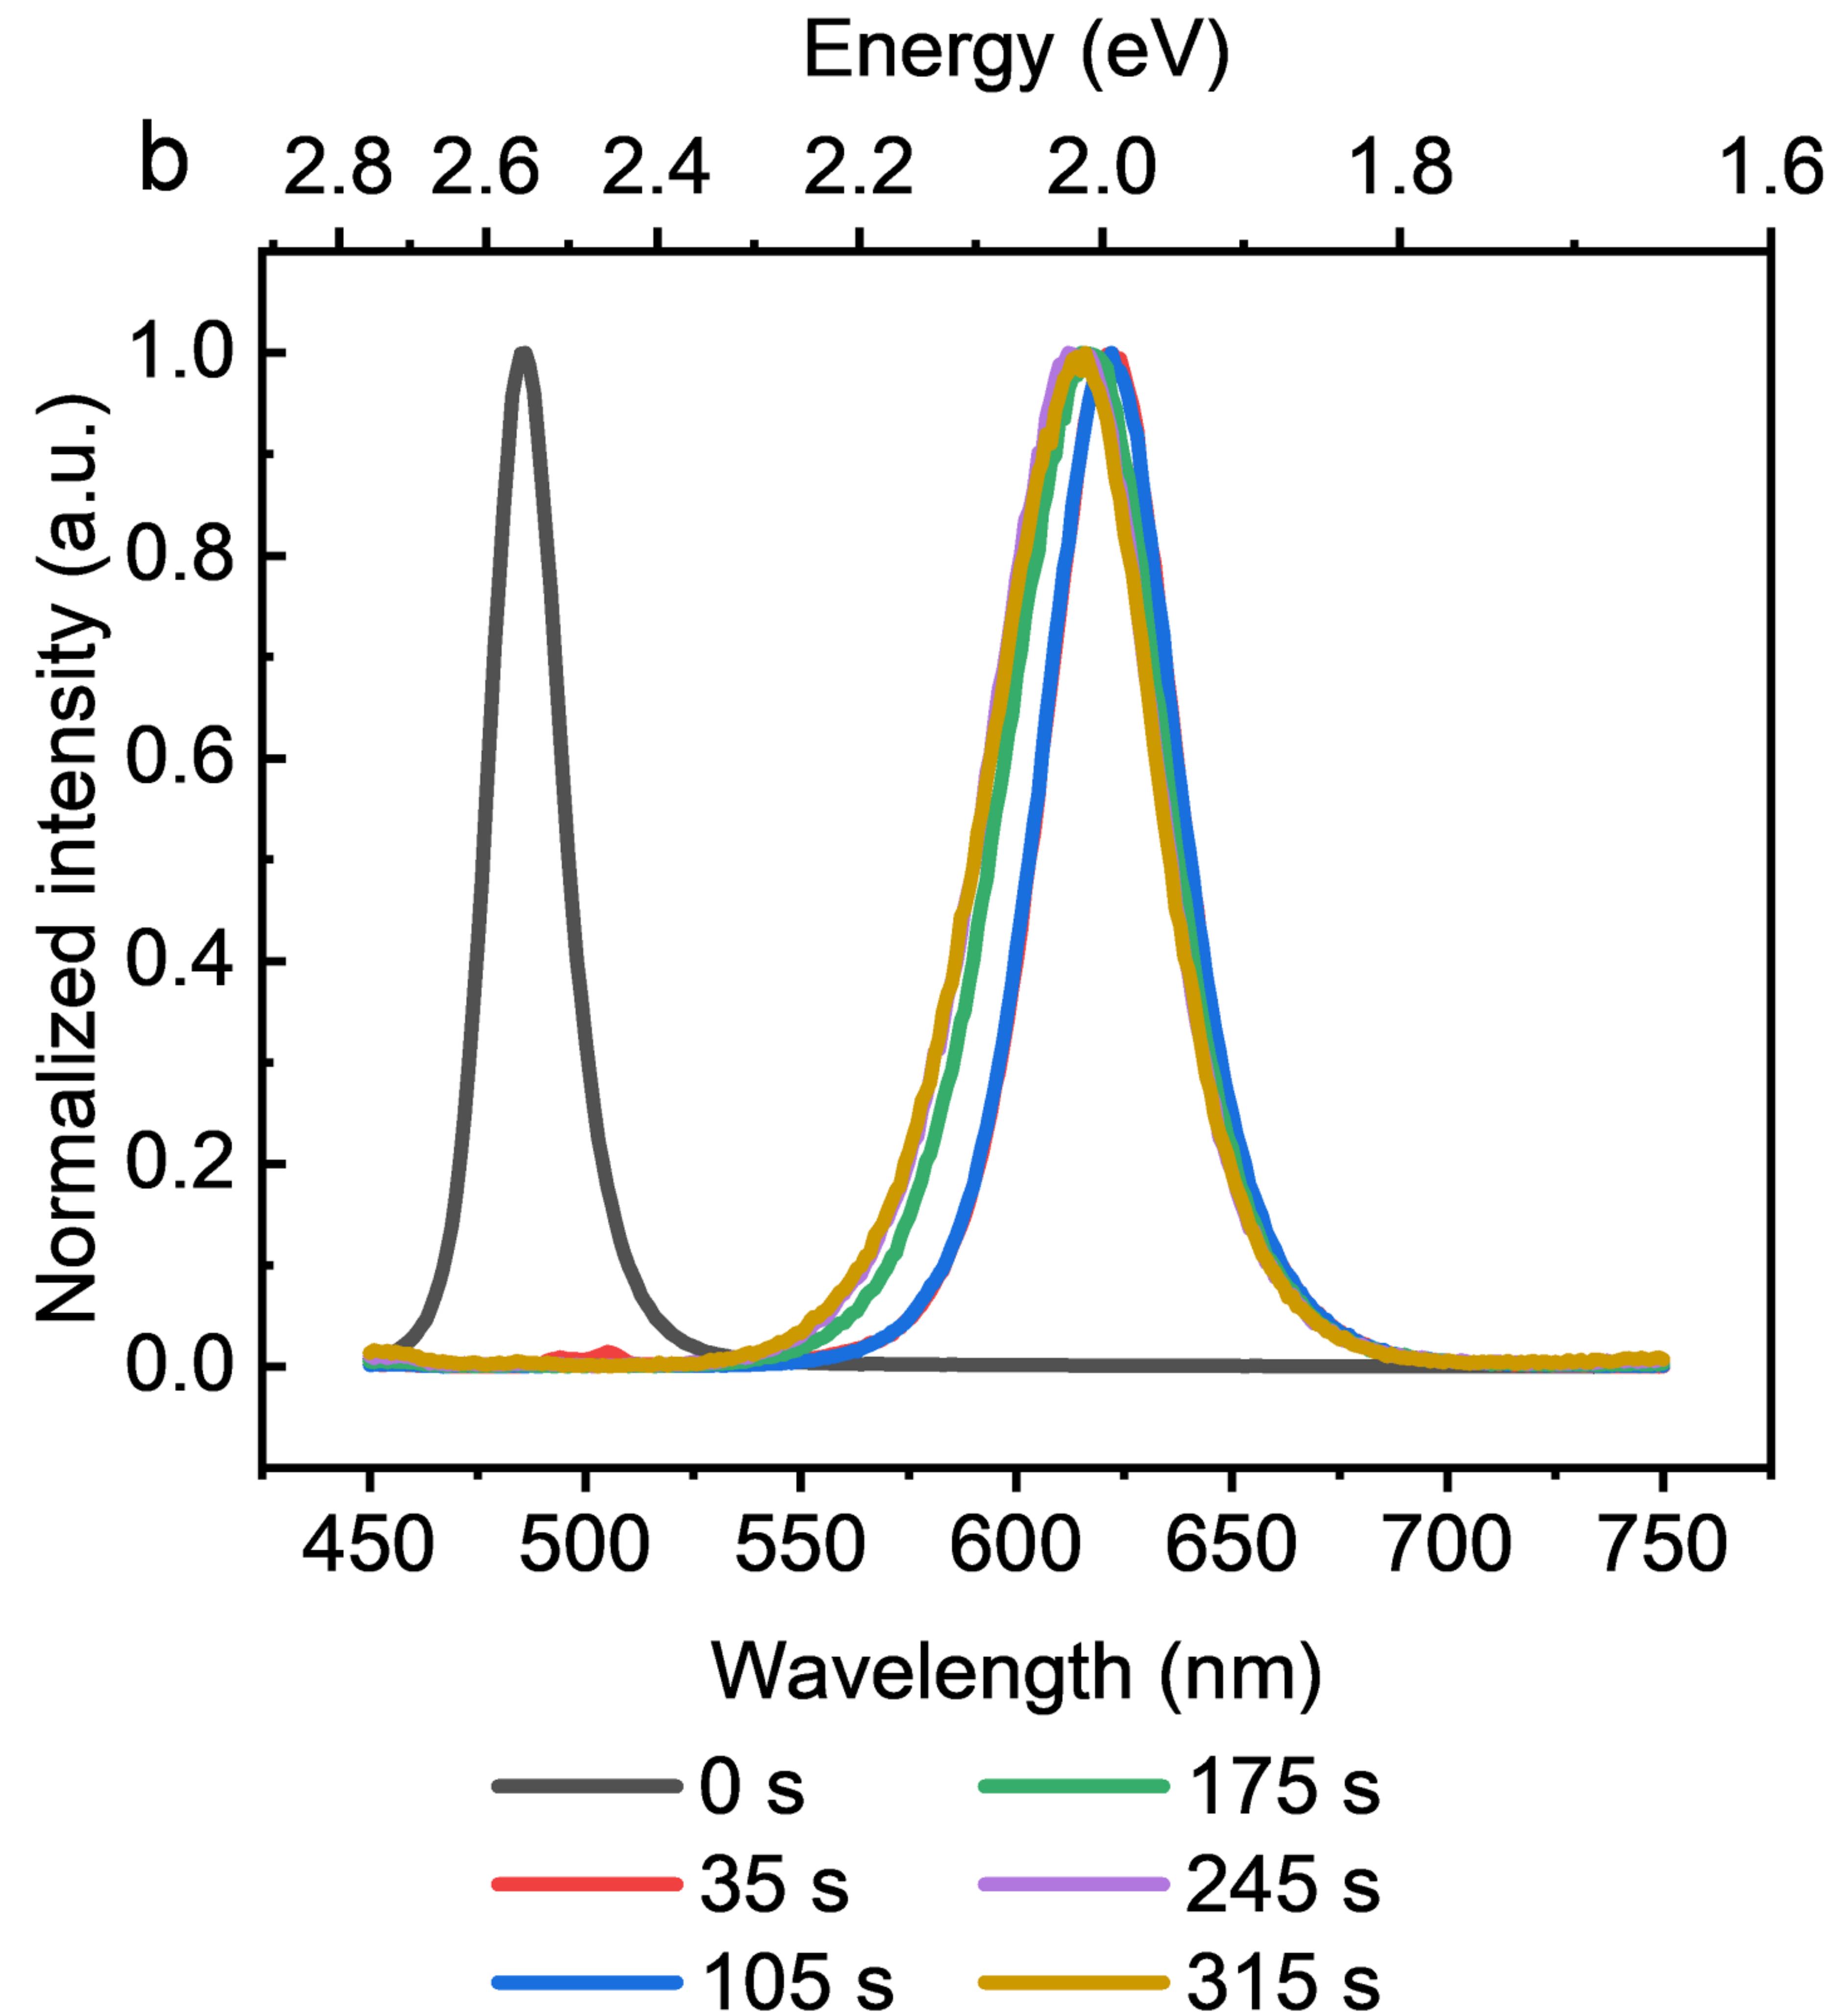 Energy (eV)
b
2.8 2.6 2.4 2.2 2.0 1.8 1.6
Normalized intensity (a.u.)
1.0
0.8
0.6
0.4
0.2
0.0
450 500 550 600 650 700 750
Wavelength (nm)
0 s 175 s
35 s 245 s
105 s 315 s